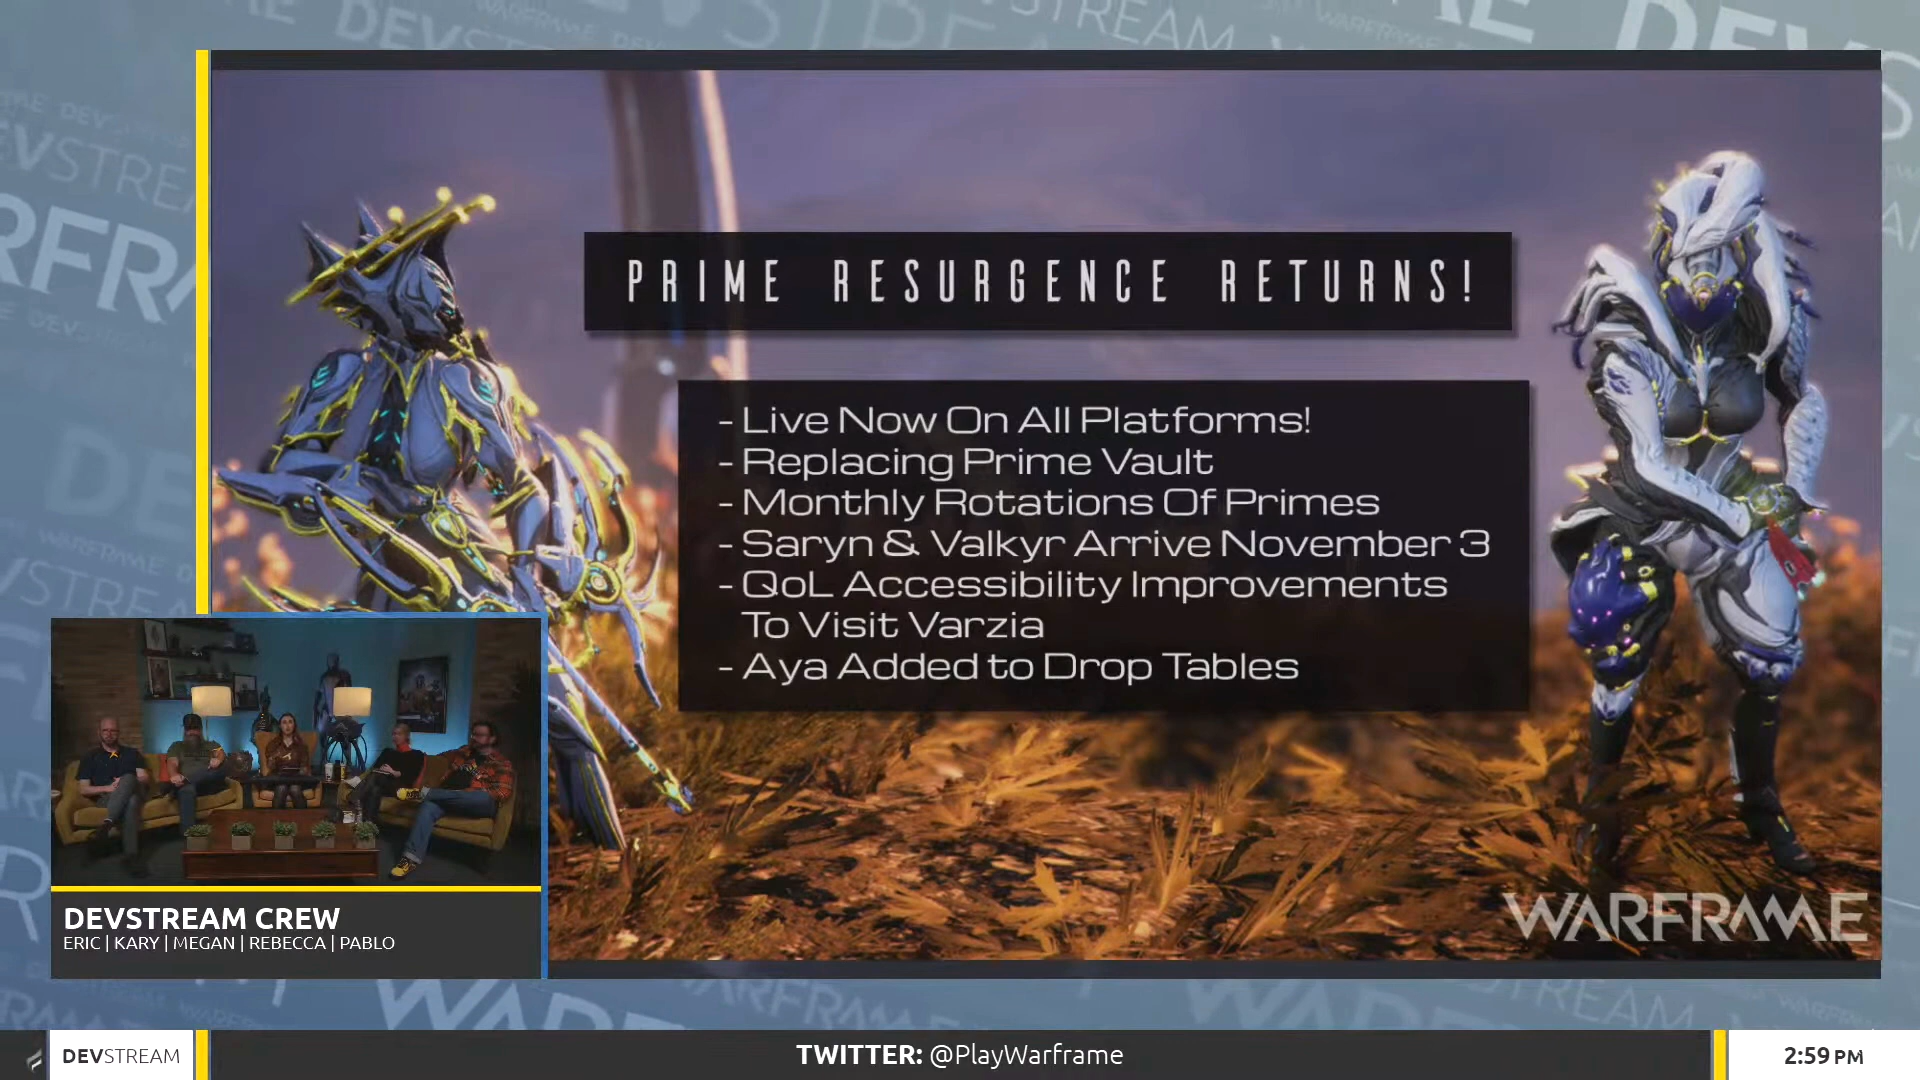 PRIME RESURGENCE RETURNS!
- Live Now On All Platforms!
- Replacing Prime Vault
- Monthly Rotations Of Primes
- Saryn & Valkyr Arrive November 3
- QoL Accessibility Improvements
To Visit Varzia
- Aya Added to Drop Tables
WARFRAME
DEVSTREAM CREW
ERIC | KARY | MEGAN | REBECCA | PABLO
DEVSTREAM
TWITTER: @PlayWarframe
2:59 PM